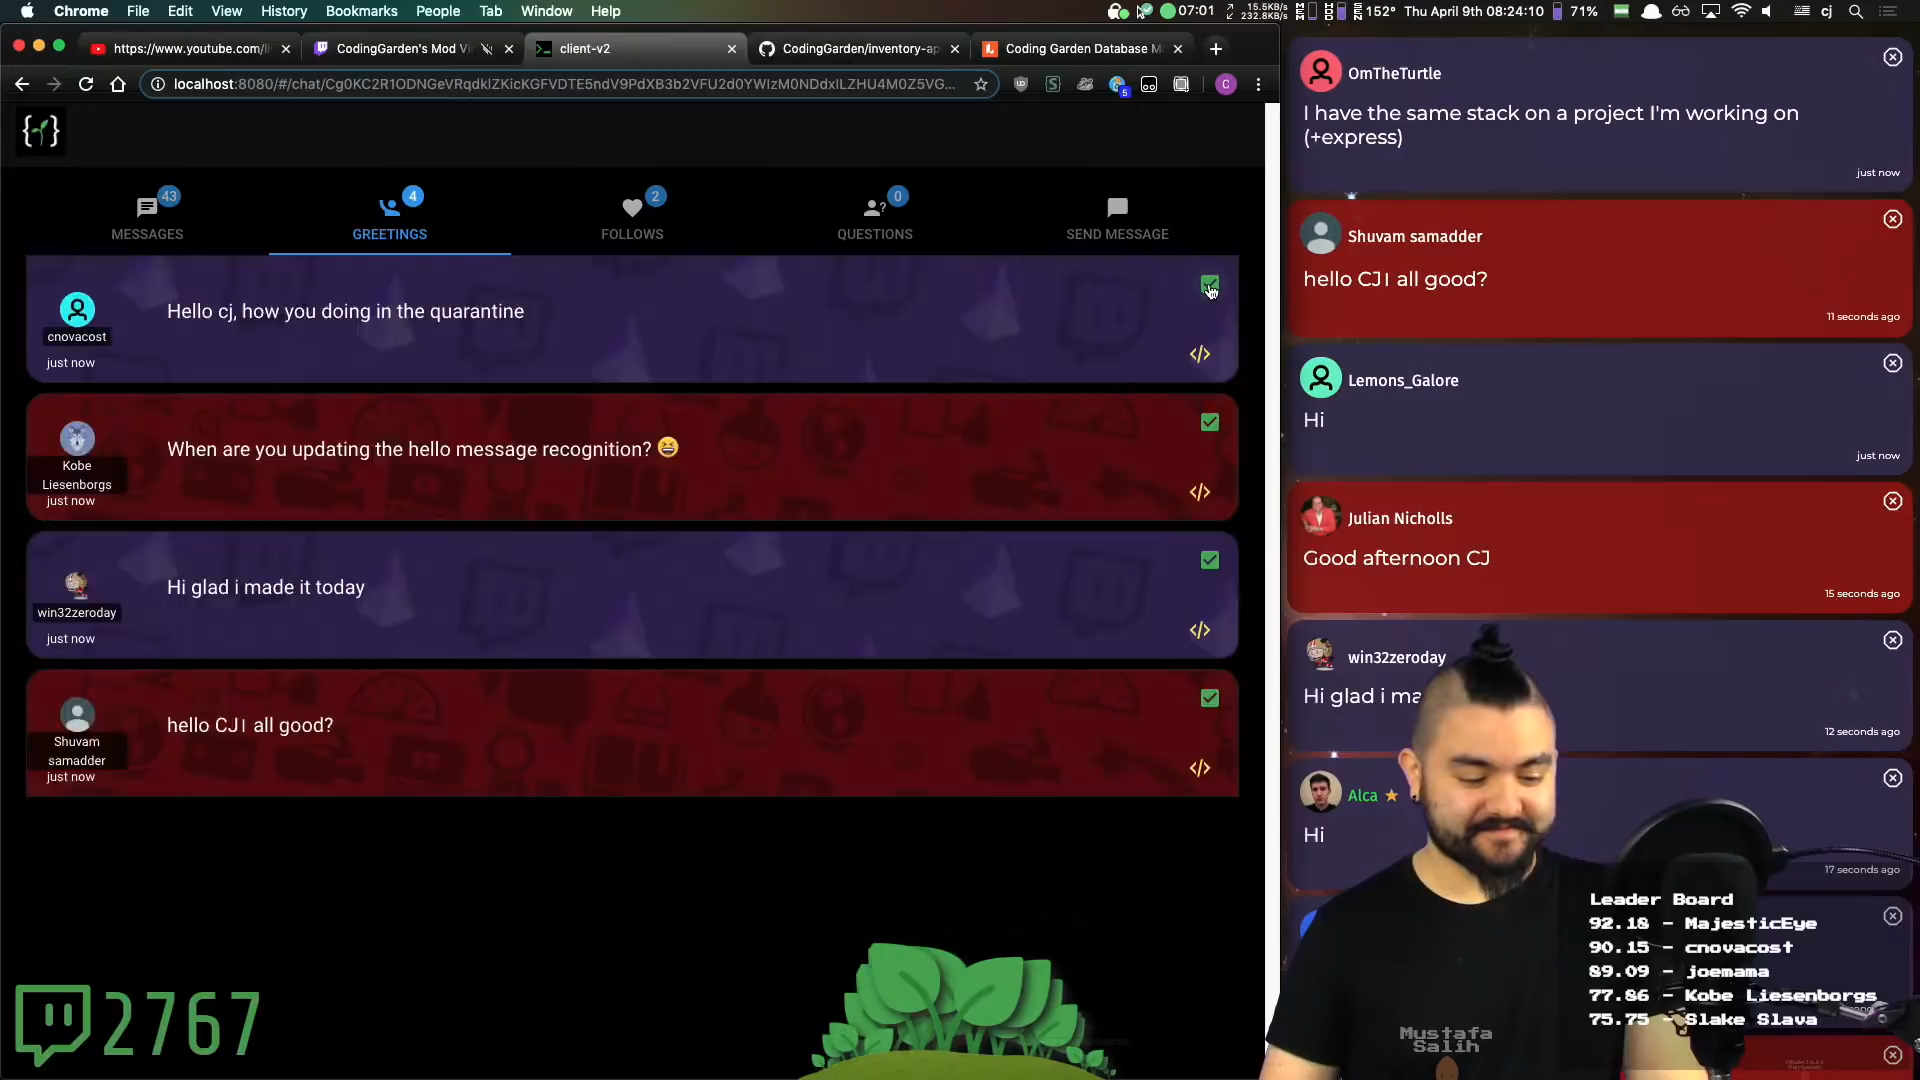 Chrome File Edit View History Bookmarks People Tab Window Help
07:01 15.5KB/s 232.8KB/s 152° Thu April 9th 08:24:10 71% cj
https://www.youtube.com/li
CodingGarden's Mod Vi
client-v2
CodingGarden/inventory-ap
Coding Garden Database M
localhost:8080/#/chat/Cg0KC2R1ODNGeVRqdklZKicKGFVDTE5ndV9PdXB3b2VFU2d0YWIzM0NDdxILZHU4M0Z5VG...
43 4 2 0
MESSAGES GREETINGS FOLLOWS QUESTIONS SEND MESSAGE
Hello cj, how you doing in the quarantine
cnovacost
just now
</>
When are you updating the hello message recognition? 😆
Kobe
Liesenborgs
just now
</>
Hi glad i made it today
win32zeroday
just now
</>
hello CJ। all good?
Shuvam
samadder
just now
</>
2767
OmTheTurtle
I have the same stack on a project I'm working on
(+express)
just now
Shuvam samadder
hello CJ। all good?
11 seconds ago
Lemons_Galore
Hi
just now
Julian Nicholls
Good afternoon CJ
15 seconds ago
win32zeroday
Hi glad i ma
12 seconds ago
Alca ★
Hi
17 seconds ago
Leader Board
92.18 - MajesticEye
90.15 - cnovacost
89.09 - joemama
77.86 - Kobe Liesenborgs
75.75 - Slake Slava
Mustafa
Salih